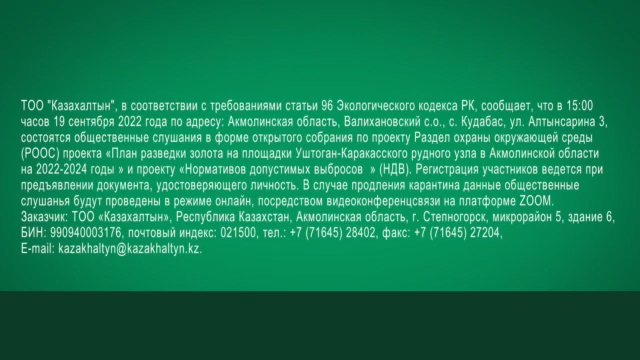 ТОО "Казахалтын", в соответствии с требованиями статьи 96 Экологического кодекса РК, сообщает, что в 15:00
часов 19 сентября 2022 года по адресу: Акмолинская область, Валихановский с.о., с. Кудабас, ул. Алтынсарина 3,
состоятся общественные слушания в форме открытого собрания по проекту Раздел охраны окружающей среды
(РООС) проекта «План разведки золота на площадки Уштоган-Каракасского рудного узла в Акмолинской области
на 2022-2024 годы » и проекту «Нормативов допустимых выбросов » (НДВ). Регистрация участников ведется при
предъявлении документа, удостоверяющего личность. В случае продления карантина данные общественные
слушанья будут проведены в режиме онлайн, посредством видеоконференцсвязи на платформе ZOOM.
Заказчик: ТОО «Казахалтын», Республика Казахстан, Акмолинская область, г. Степногорск, микрорайон 5, здание 6,
БИН: 990940003176, почтовый индекс: 021500, тел.: +7 (71645) 28402, факс: +7 (71645) 27204,
E-mail: kazakhaltyn@kazakhaltyn.kz.